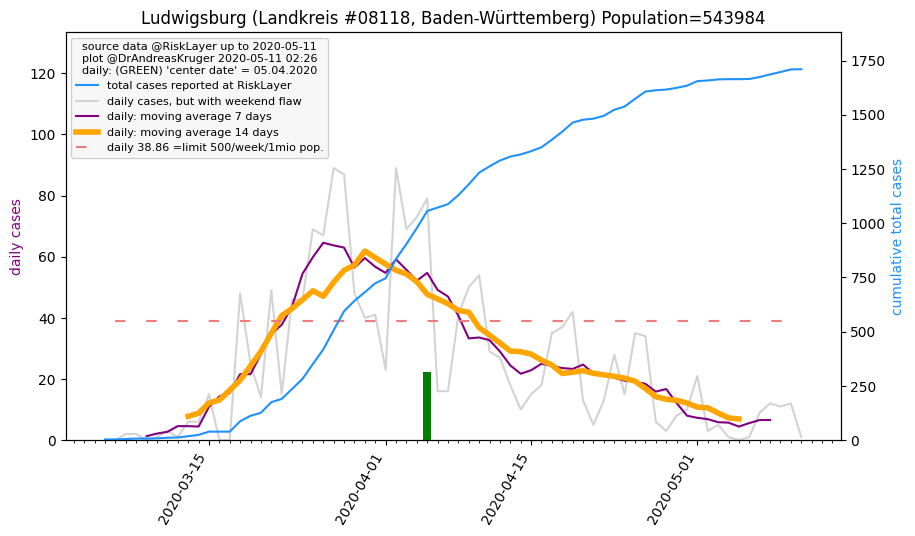 Ludwigsburg (Landkreis #08118, Baden-Württemberg) Population=543984
source data @RiskLayer up to 2020-05-11
plot @DrAndreasKruger 2020-05-11 02:26
daily: (GREEN) 'center date' = 05.04.2020
total cases reported at RiskLayer
daily cases, but with weekend flaw
daily: moving average 7 days
daily: moving average 14 days
daily 38.86 =limit 500/week/1mio pop.
daily cases
120
100
80
60
40
20
0
1750
1500
1250
1000
750
500
250
0
cumulative total cases
2020-03-15
2020-04-01
2020-04-15
2020-05-01